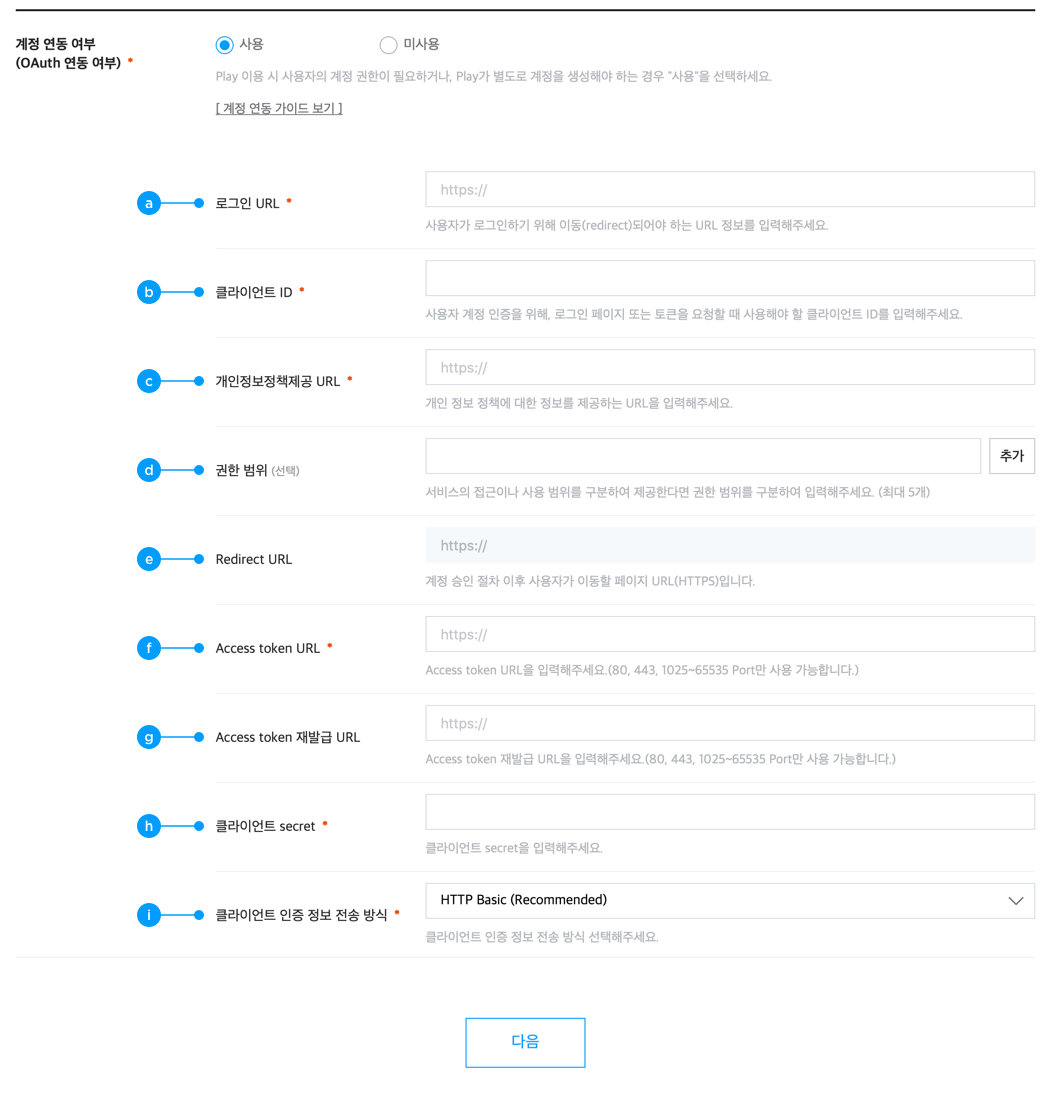 계정 연동 여부
(OAuth 연동 여부) *
사용 미사용
Play 이용 시 사용자의 계정 권한이 필요하거나, Play가 별도로 계정을 생성해야 하는 경우 "사용"을 선택하세요.
[ 계정 연동 가이드 보기 ]
a 로그인 URL * https://
사용자가 로그인하기 위해 이동(redirect)되어야 하는 URL 정보를 입력해주세요.
b 클라이언트 ID *
사용자 계정 인증을 위해, 로그인 페이지 또는 토큰을 요청할 때 사용해야 할 클라이언트 ID를 입력해주세요.
c 개인정보정책제공 URL * https://
개인 정보 정책에 대한 정보를 제공하는 URL을 입력해주세요.
d 권한 범위 (선택) 추가
서비스의 접근이나 사용 범위를 구분하여 제공한다면 권한 범위를 구분하여 입력해주세요. (최대 5개)
e Redirect URL https://
계정 승인 절차 이후 사용자가 이동할 페이지 URL(HTTPS)입니다.
f Access token URL * https://
Access token URL을 입력해주세요.(80, 443, 1025~65535 Port만 사용 가능합니다.)
g Access token 재발급 URL https://
Access token 재발급 URL을 입력해주세요.(80, 443, 1025~65535 Port만 사용 가능합니다.)
h 클라이언트 secret *
클라이언트 secret을 입력해주세요.
i 클라이언트 인증 정보 전송 방식 * HTTP Basic (Recommended)
클라이언트 인증 정보 전송 방식 선택해주세요.
다음